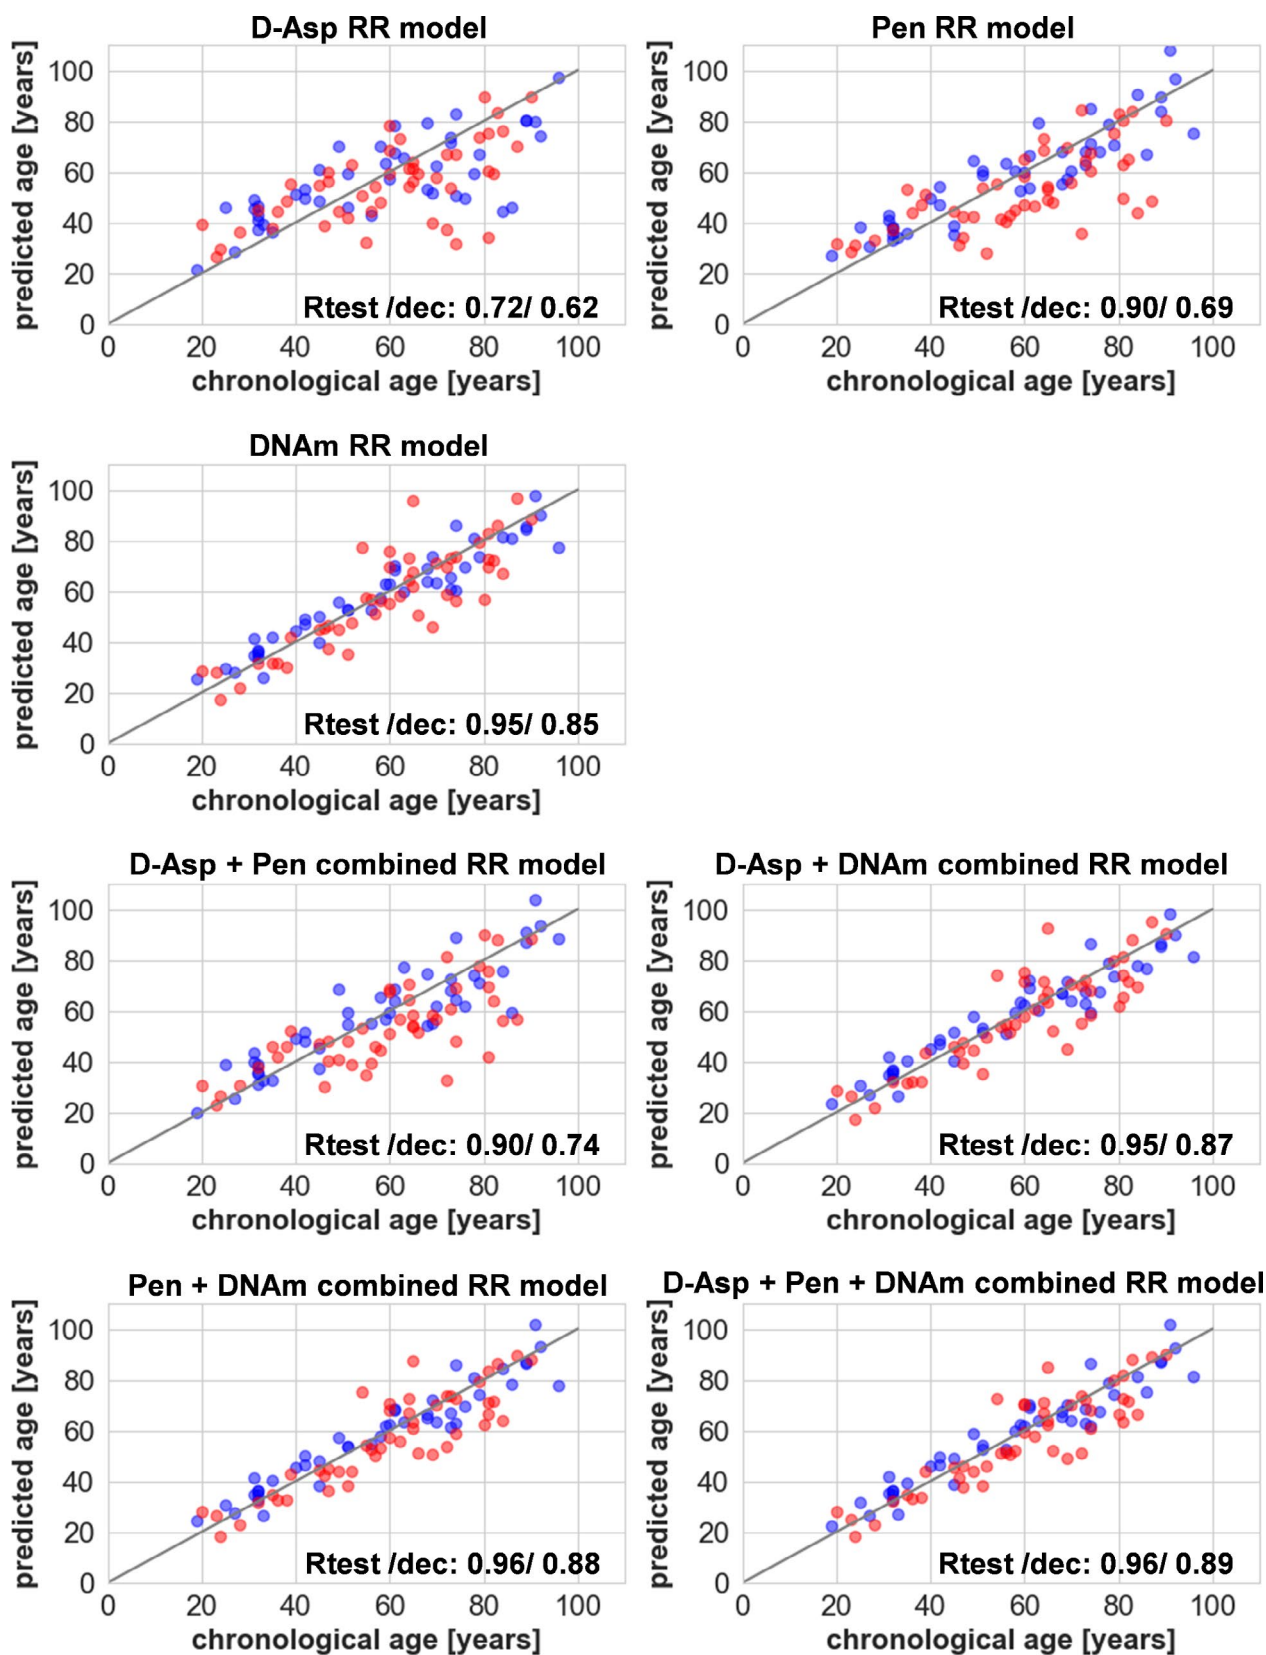 D-Asp RR model
predicted age [years]
100
80
60
40
20
0
Rtest /dec: 0.72/ 0.62
0 20 40 60 80 100
chronological age [years]
Pen RR model
predicted age [years]
100
80
60
40
20
0
Rtest /dec: 0.90/ 0.69
0 20 40 60 80 100
chronological age [years]
DNAm RR model
predicted age [years]
100
80
60
40
20
0
Rtest /dec: 0.95/ 0.85
0 20 40 60 80 100
chronological age [years]
D-Asp + Pen combined RR model
predicted age [years]
100
80
60
40
20
0
Rtest /dec: 0.90/ 0.74
0 20 40 60 80 100
chronological age [years]
D-Asp + DNAm combined RR model
predicted age [years]
100
80
60
40
20
0
Rtest /dec: 0.95/ 0.87
0 20 40 60 80 100
chronological age [years]
Pen + DNAm combined RR model
predicted age [years]
100
80
60
40
20
0
Rtest /dec: 0.96/ 0.88
0 20 40 60 80 100
chronological age [years]
D-Asp + Pen + DNAm combined RR model
predicted age [years]
100
80
60
40
20
0
Rtest /dec: 0.96/ 0.89
0 20 40 60 80 100
chronological age [years]